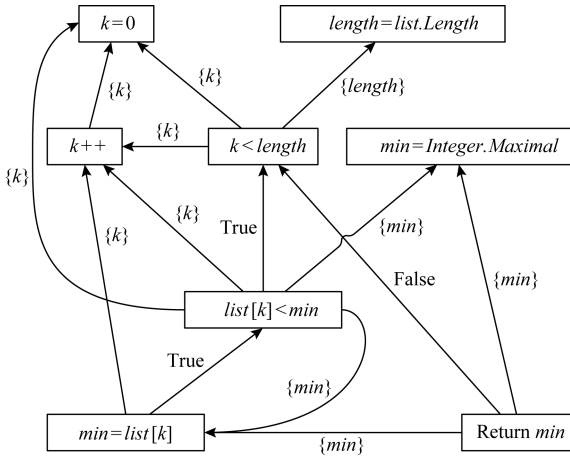 k=0
length=list.Length
{k}
{k}
{length}
k++
{k}
k<length
min=Integer.Maximal
{k}
{k}
{k}
True
{min}
False
{min}
list[k]<min
True
{min}
min=list[k]
{min}
Return min